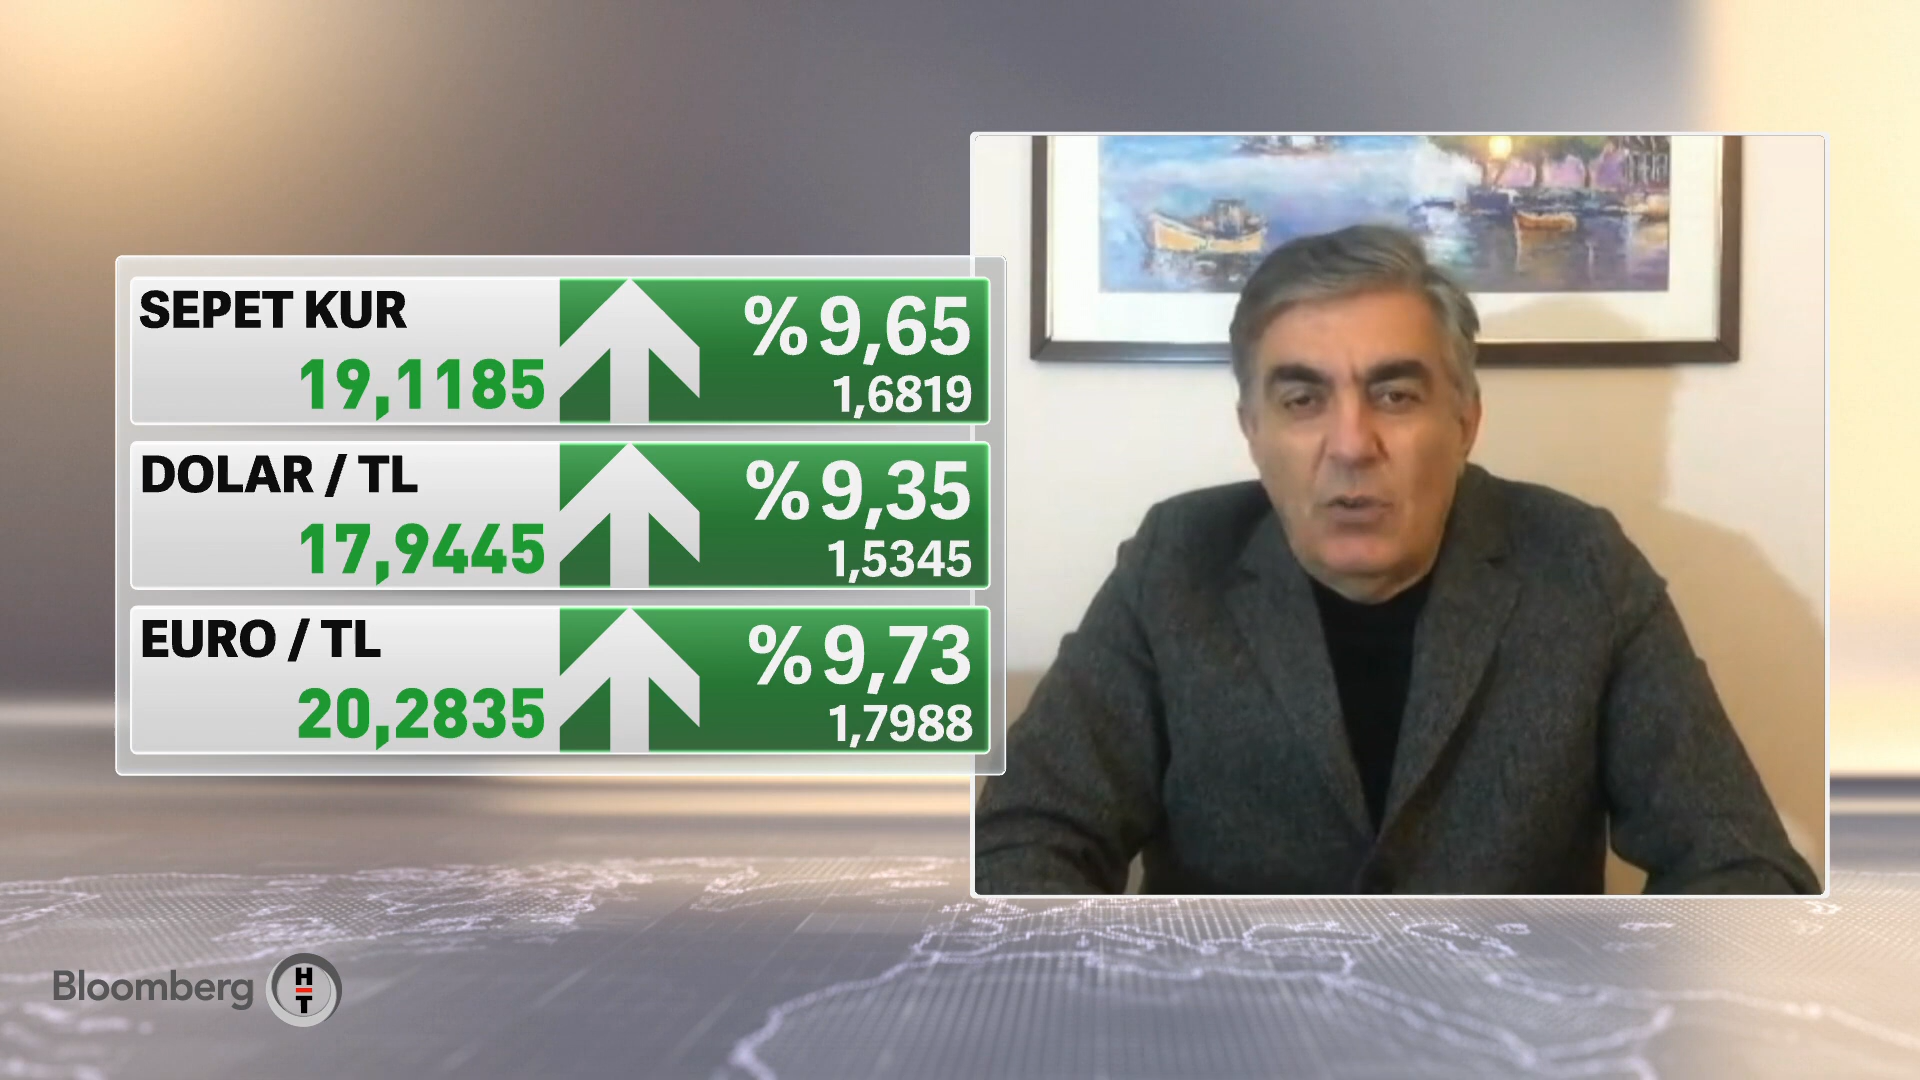 SEPET KUR
19,1185
%9,65
1,6819
DOLAR / TL
17,9445
%9,35
1,5345
EURO / TL
20,2835
%9,73
1,7988
Bloomberg HT